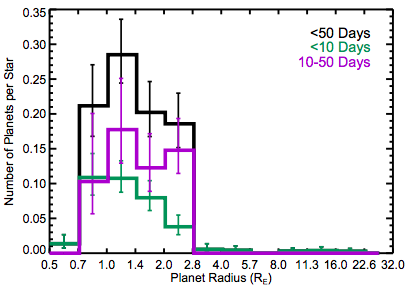 0.35
0.30
0.25
0.20
0.15
0.10
0.05
0.00
Number of Planets per Star
<50 Days
<10 Days
10-50 Days
0.5 0.7 1.0 1.4 2.0 2.8 4.0 5.7 8.0 11.3 16.0 22.6 32.0
Planet Radius (RE)